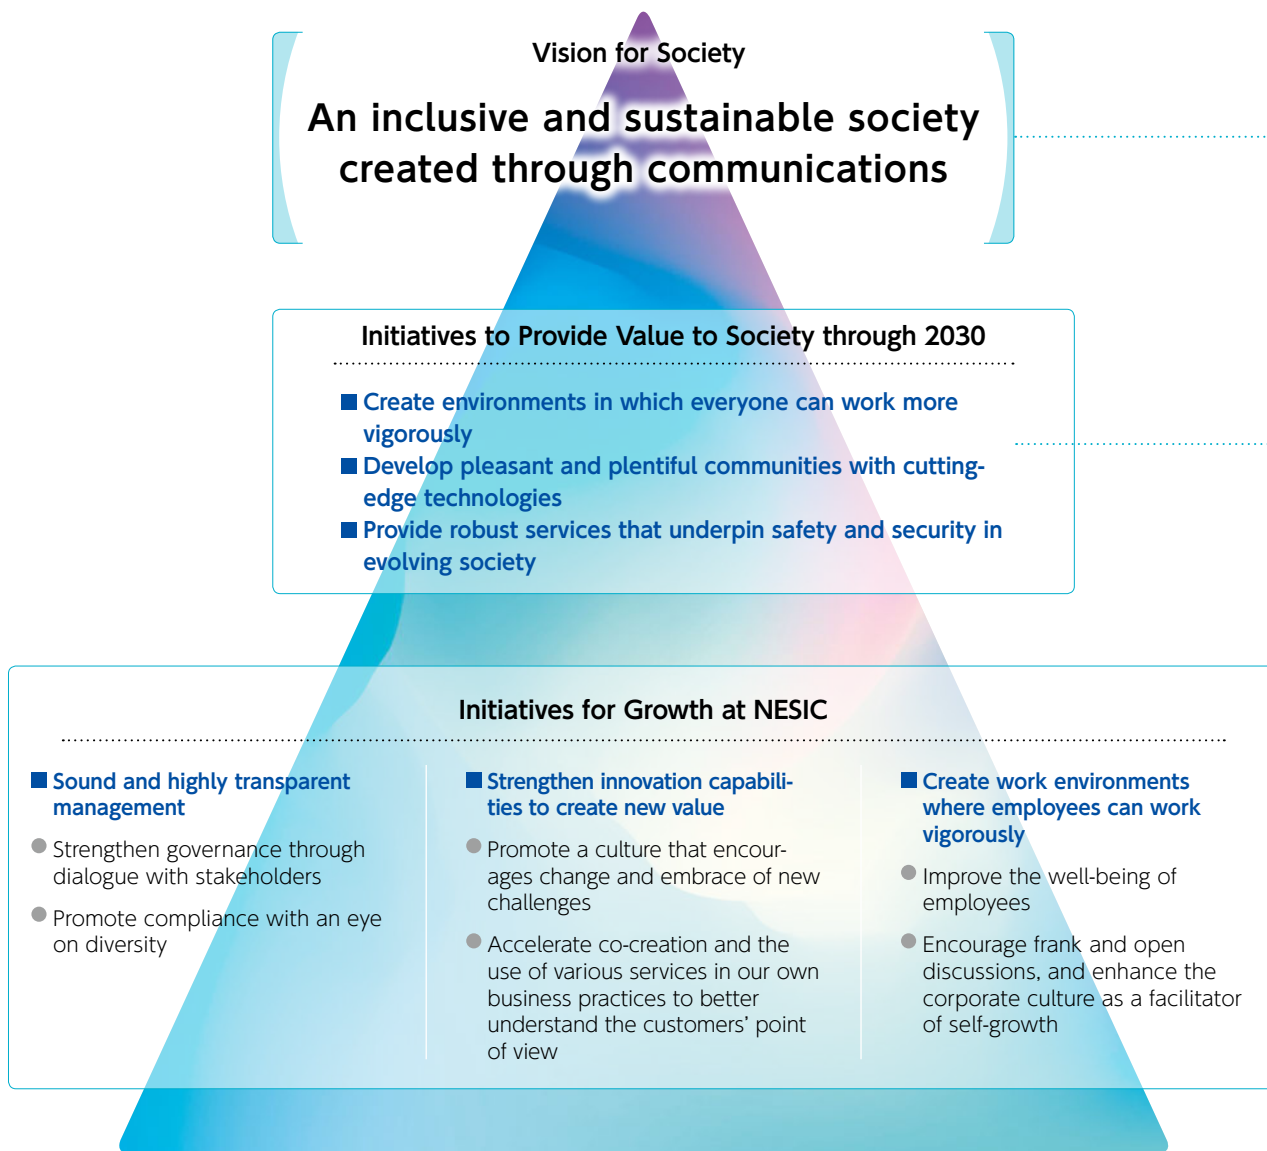 Vision for Society
An inclusive and sustainable society
created through communications
Initiatives to Provide Value to Society through 2030
■ Create environments in which everyone can work more
vigorously
■ Develop pleasant and plentiful communities with cutting-
edge technologies
■ Provide robust services that underpin safety and security in
evolving society
Initiatives for Growth at NESIC
■ Sound and highly transparent
management
● Strengthen governance through
dialogue with stakeholders
● Promote compliance with an eye
on diversity
■ Strengthen innovation capabili-
ties to create new value
● Promote a culture that encour-
ages change and embrace of new
challenges
● Accelerate co-creation and the
use of various services in our own
business practices to better
understand the customers’ point
of view
■ Create work environments
where employees can work
vigorously
● Improve the well-being of
employees
● Encourage frank and open
discussions, and enhance the
corporate culture as a facilitator
of self-growth